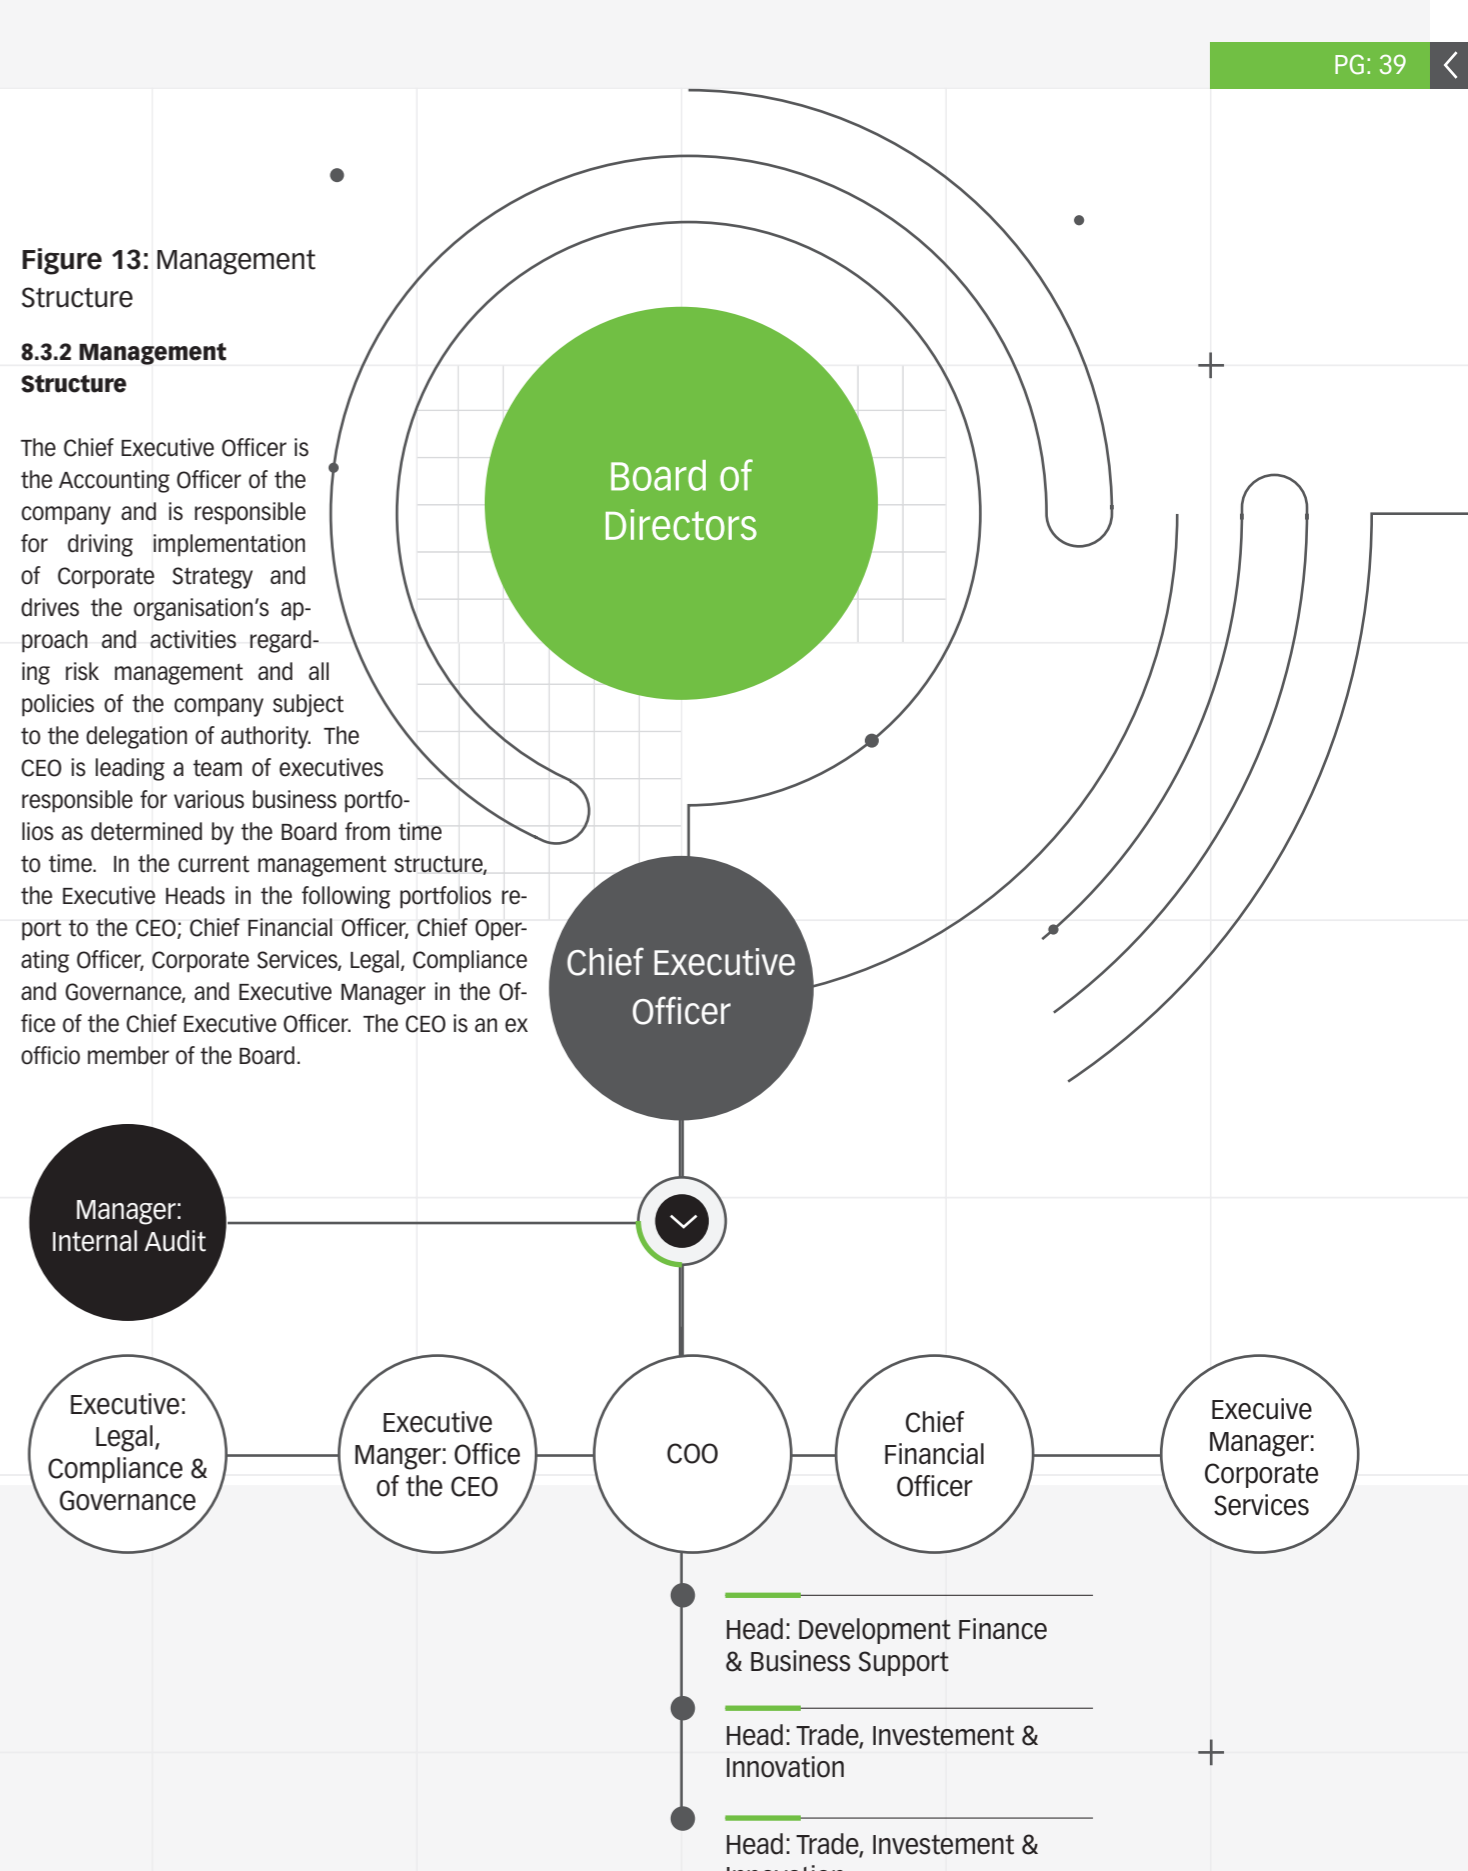 PG: 39
Figure 13: Management
Structure
8.3.2 Management
Structure
The Chief Executive Officer is
the Accounting Officer of the
company and is responsible
for driving implementation
of Corporate Strategy and
drives the organisation's ap-
proach and activities regard-
ing risk management and all
policies of the company subject
to the delegation of authority. The
CEO is leading a team of executives
responsible for various business portfo-
lios as determined by the Board from time
to time. In the current management structure,
the Executive Heads in the following portfolios re-
port to the CEO; Chief Financial Officer, Chief Oper-
ating Officer, Corporate Services, Legal, Compliance
and Governance, and Executive Manager in the Of-
fice of the Chief Executive Officer. The CEO is an ex
officio member of the Board.
Board of
Directors
Chief Executive
Officer
Manager:
Internal Audit
Executive:
Legal,
Compliance &
Governance
Executive
Manger: Office
of the CEO
COO
Chief
Financial
Officer
Execuive
Manager:
Corporate
Services
Head: Development Finance
& Business Support
Head: Trade, Investement &
Innovation
Head: Trade, Investement &